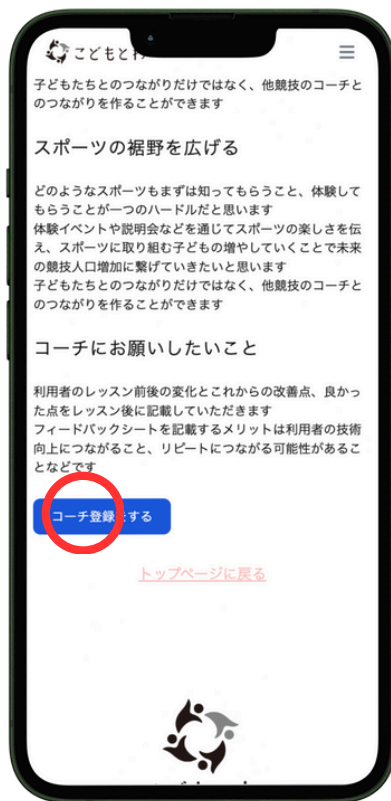 こどもと
子どもたちとのつながりだけではなく、他競技のコーチと
のつながりを作ることができます
スポーツの裾野を広げる
どのようなスポーツもまずは知ってもらうこと、体験して
もらうことが一つのハードルだと思います
体験イベントや説明会などを通じてスポーツの楽しさを伝
え、スポーツに取り組む子どもの増やしていくことで未来
の競技人口増加に繋げていきたいと思います
子どもたちとのつながりだけではなく、他競技のコーチと
のつながりを作ることができます
コーチにお願いしたいこと
利用者のレッスン前後の変化とこれからの改善点、良かっ
た点をレッスン後に記載していただきます
フィードバックシートを記載するメリットは利用者の技術
向上につながること、リピートにつながる可能性があるこ
となどです
コーチ登録をする
トップページに戻る